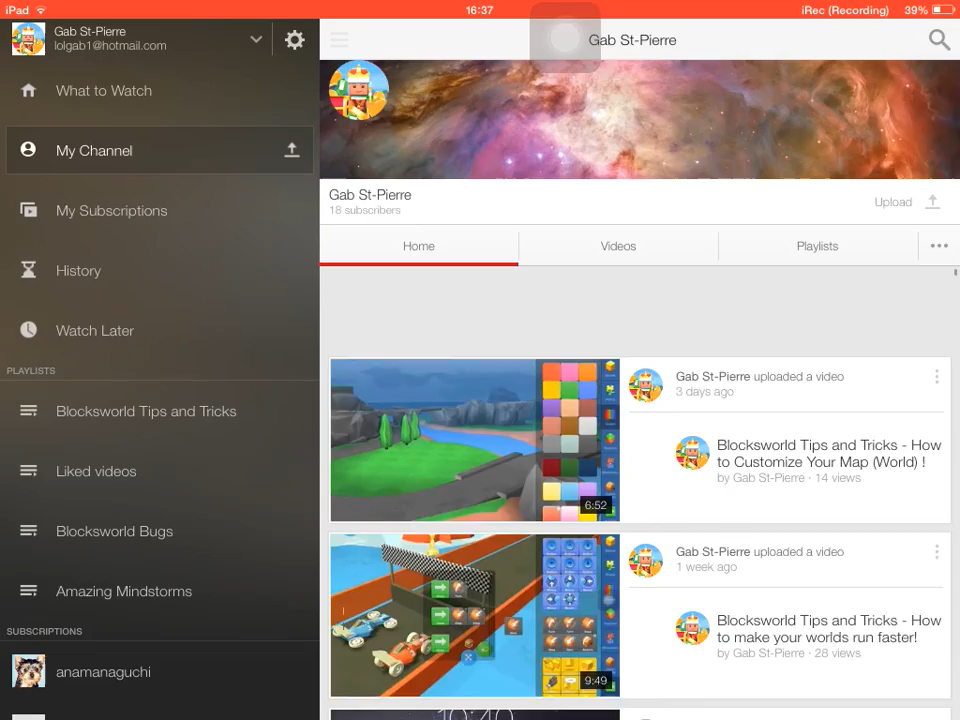 iPad 16:37 iRec (Recording) 39%
Gab St-Pierre
lolgab1@hotmail.com
What to Watch
My Channel
My Subscriptions
History
Watch Later
PLAYLISTS
Blocksworld Tips and Tricks
Liked videos
Blocksworld Bugs
Amazing Mindstorms
SUBSCRIPTIONS
anamanaguchi
Gab St-Pierre
Gab St-Pierre
18 subscribers
Upload
Home Videos Playlists
6:52
Gab St-Pierre uploaded a video
3 days ago
Blocksworld Tips and Tricks - How
to Customize Your Map (World) !
by Gab St-Pierre · 14 views
9:49
Gab St-Pierre uploaded a video
1 week ago
Blocksworld Tips and Tricks - How
to make your worlds run faster!
by Gab St-Pierre · 28 views